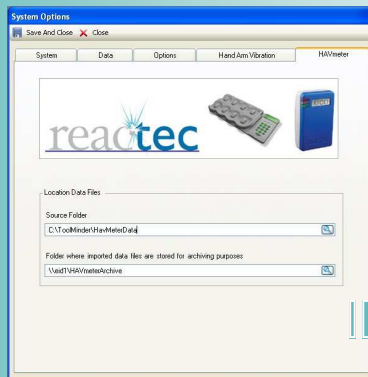 System Options
Save And Close Close
System Data Options Hand Arm Vibration HAVmeter
reactec
Location Data Files
Source Folder
C:\ToolMinder\HavMeterData
Folder where imported data files are stored for archiving purposes
\\eid1\HAVmeterArchive